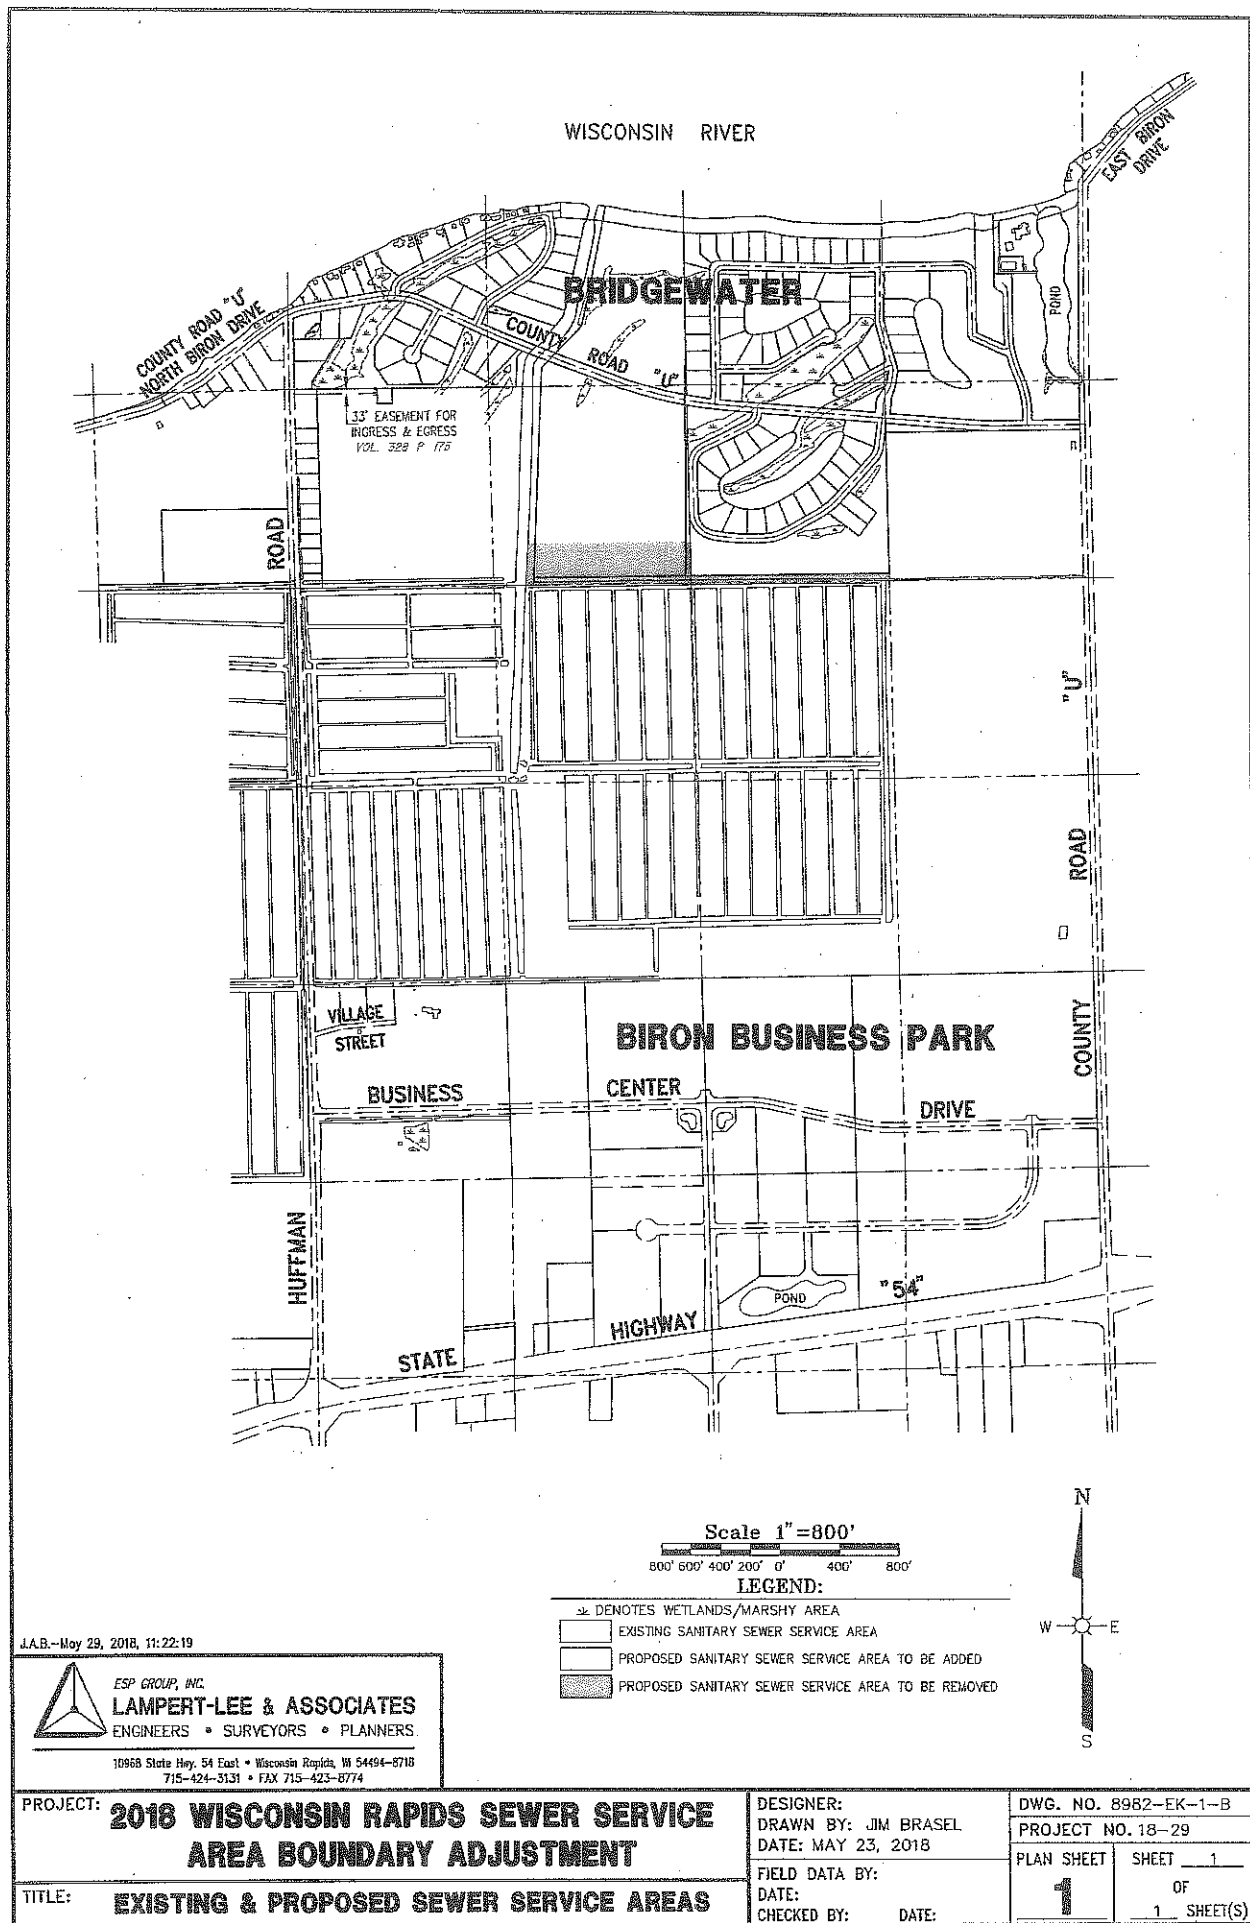 WISCONSIN RIVER
EAST BIRON
DRIVE
BRIDGEWATER
COUNTY ROAD "U"
NORTH BIRON DRIVE
COUNTY ROAD "U"
POND
33' EASEMENT FOR
INGRESS & EGRESS
VOL. 328 P. 175
ROAD
"U"
ROAD
COUNTY
VILLAGE
STREET
BIRON BUSINESS PARK
BUSINESS CENTER DRIVE
HUFFMAN
POND
STATE HIGHWAY "54"
N
Scale 1"=800'
800' 600' 400' 200' 0' 400' 800'
LEGEND:
DENOTES WETLANDS/MARSHY AREA
EXISTING SANITARY SEWER SERVICE AREA
PROPOSED SANITARY SEWER SERVICE AREA TO BE ADDED
PROPOSED SANITARY SEWER SERVICE AREA TO BE REMOVED
W E
S
J.A.B.--May 29, 2018, 11:22:19
ESP GROUP, INC.
LAMPERT-LEE & ASSOCIATES
ENGINEERS • SURVEYORS • PLANNERS
10968 State Hwy. 54 East • Wisconsin Rapids, WI 54494-8718
715-424-3131 • FAX 715-423-8774
PROJECT: 2018 WISCONSIN RAPIDS SEWER SERVICE
AREA BOUNDARY ADJUSTMENT
TITLE: EXISTING & PROPOSED SEWER SERVICE AREAS
DESIGNER:
DRAWN BY: JIM BRASEL
DATE: MAY 23, 2018
FIELD DATA BY:
DATE:
CHECKED BY: DATE:
DWG. NO. 8982-EK-1-B
PROJECT NO. 18-29
PLAN SHEET
1
SHEET 1
OF
1 SHEET(S)